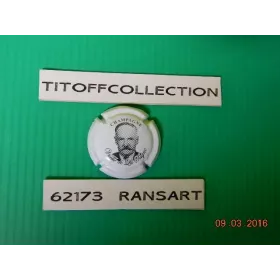 TITOFFCOLLECTION
CHAMPAGNE
62173 RANSART
09.03.2016